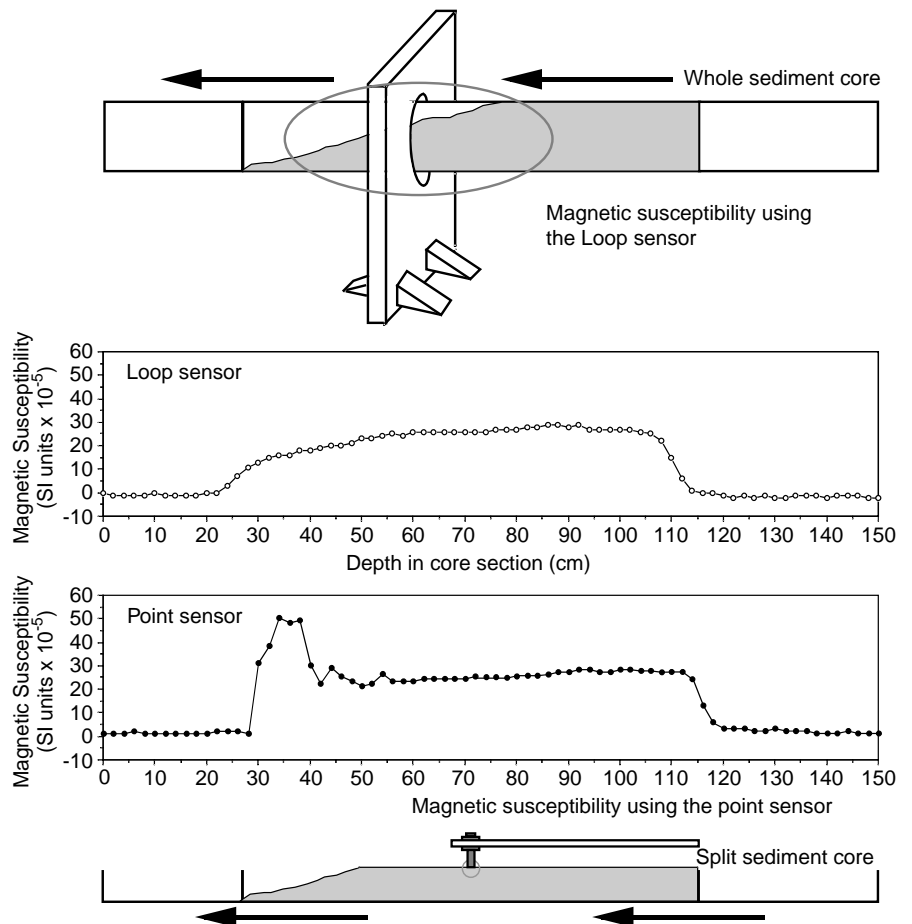 Whole sediment core
Magnetic susceptibility using
the Loop sensor
Magnetic Susceptibility
(SI units x 10-5)
60
50
40
30
20
10
0
-10
Loop sensor
0 10 20 30 40 50 60 70 80 90 100 110 120 130 140 150
Depth in core section (cm)
Magnetic Susceptibility
(SI units x 10-5)
60
50
40
30
20
10
0
-10
Point sensor
0 10 20 30 40 50 60 70 80 90 100 110 120 130 140 150
Magnetic susceptibility using the point sensor
Split sediment core